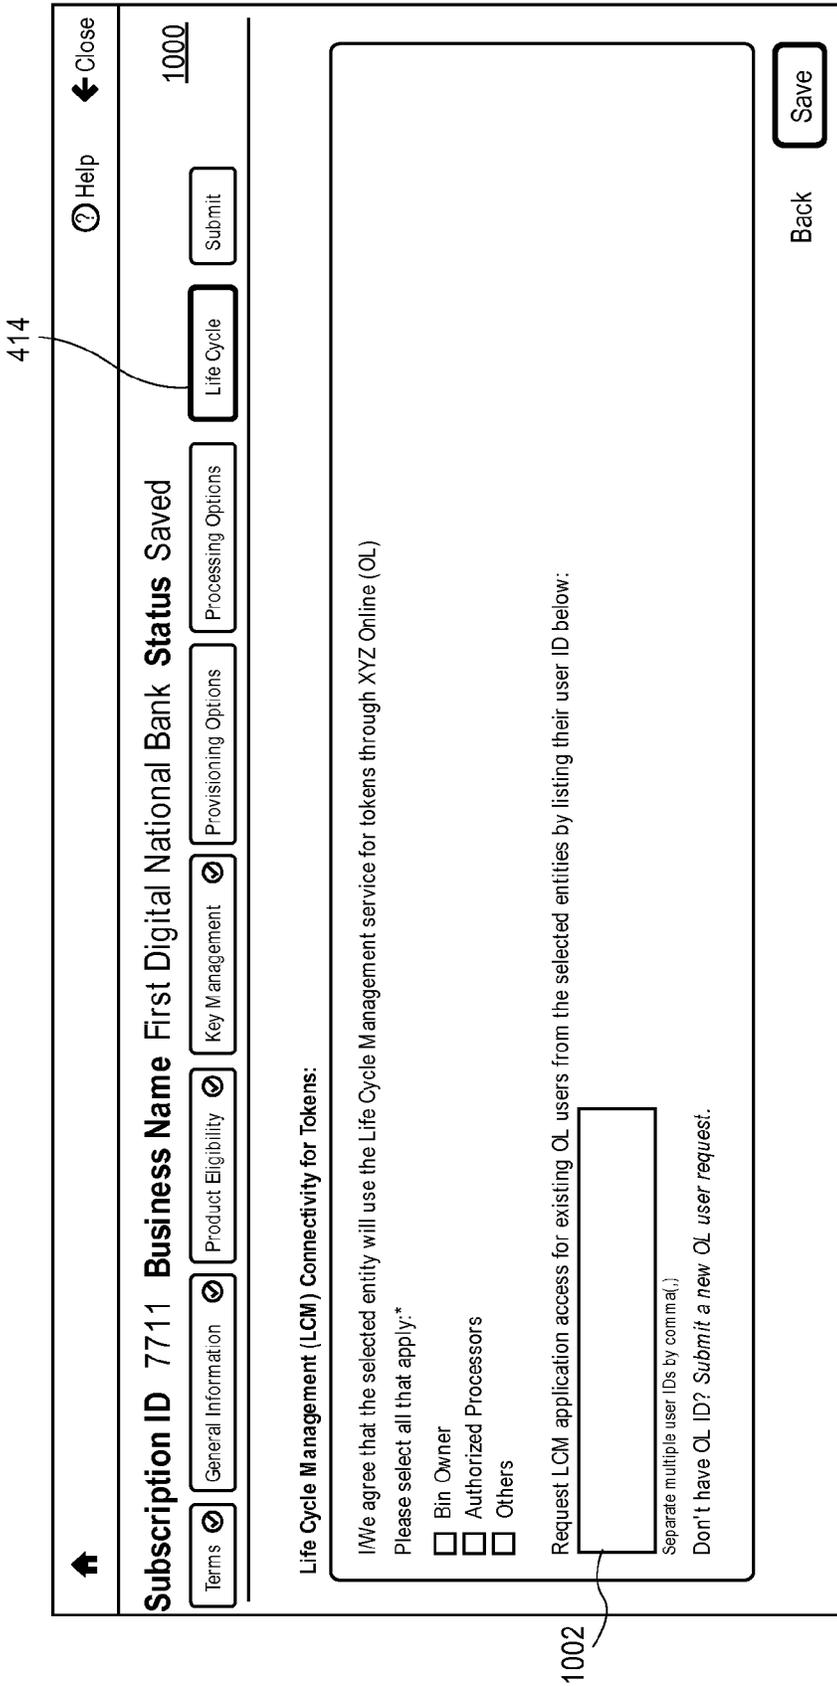 Help Close
Subscription ID 7711 Business Name First Digital National Bank Status Saved
1000
414
Terms General Information Product Eligibility Key Management Provisioning Options Processing Options Life Cycle Submit
Life Cycle Management (LCM) Connectivity for Tokens:
I/We agree that the selected entity will use the Life Cycle Management service for tokens through XYZ Online (OL)
Please select all that apply:*
Bin Owner
Authorized Processors
Others
Request LCM application access for existing OL users from the selected entities by listing their user ID below:
1002
Separate multiple user IDs by comma(,)
Don't have OL ID? Submit a new OL user request.
Back Save